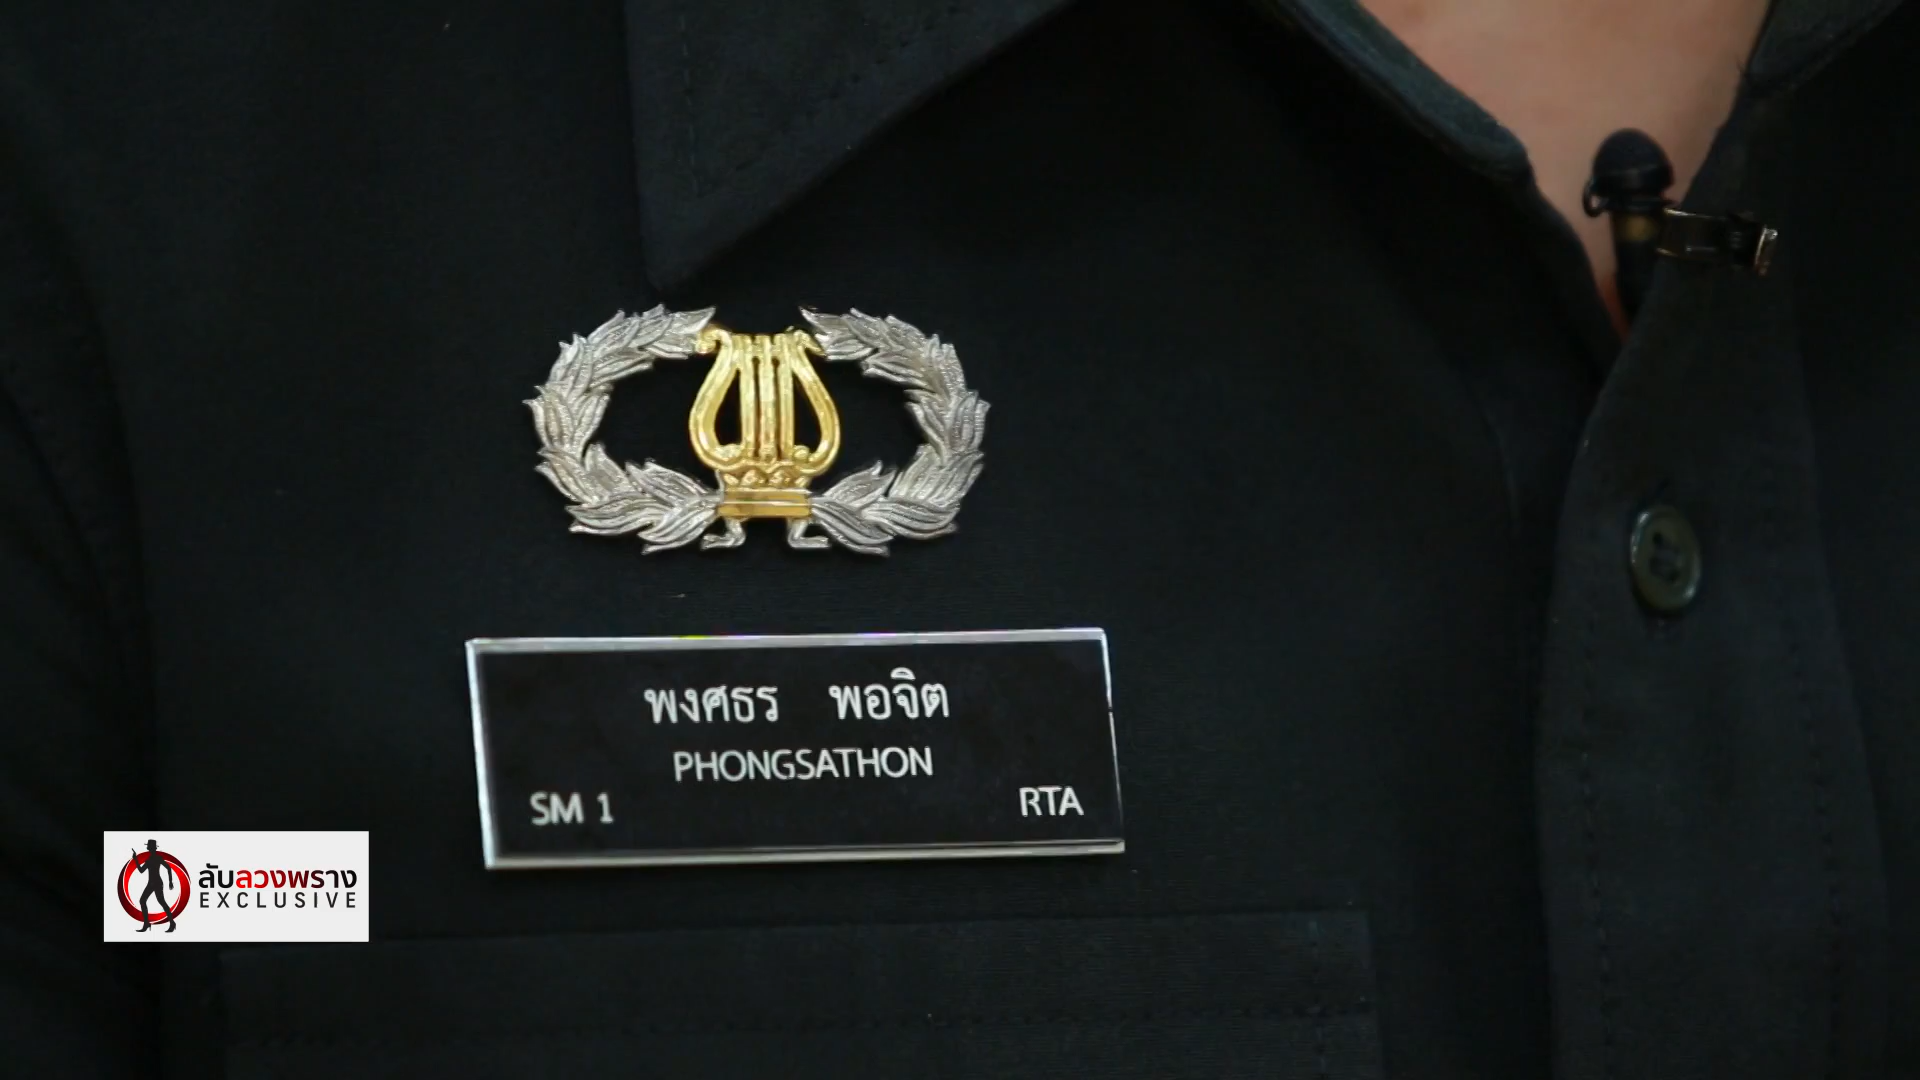 พงศธร พอจิต
PHONGSATHON
SM 1 RTA
ลับลวงพราง
EXCLUSIVE